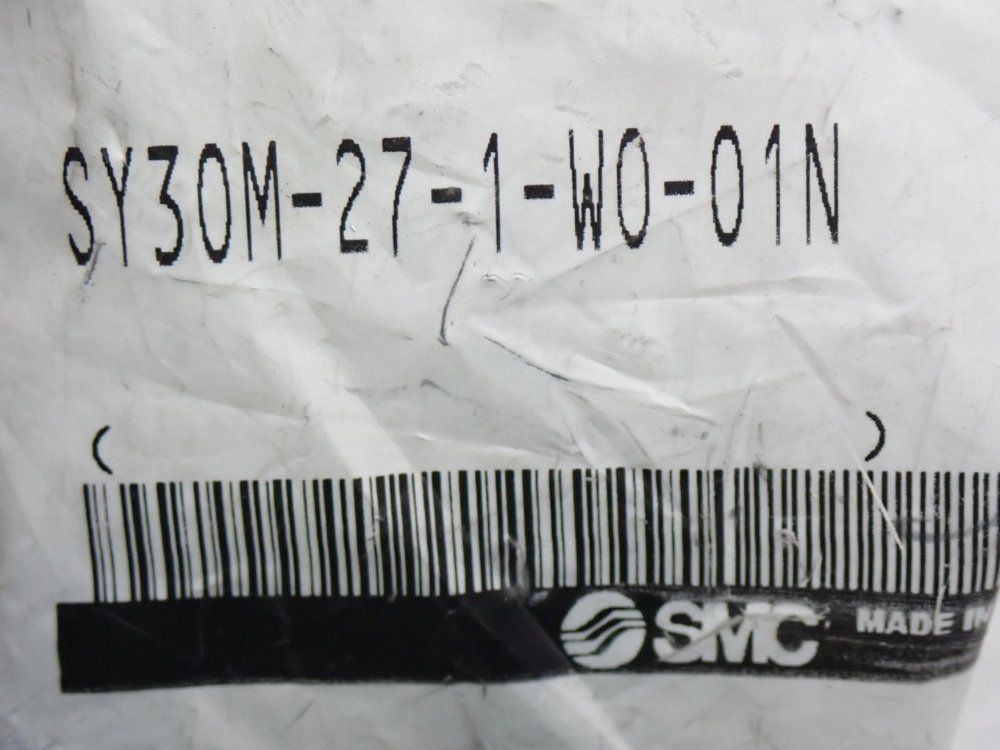 SY30M-27-1-W0-01N
( )
SMC MADE IN